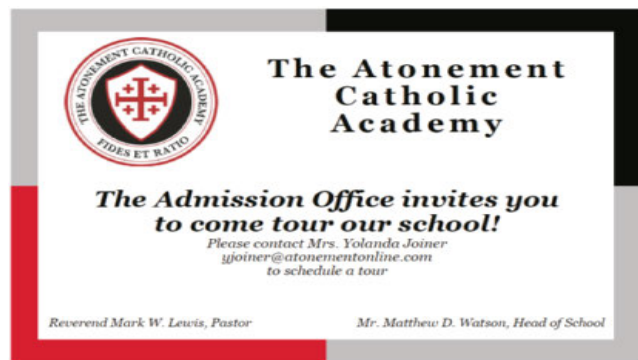 THE ATONEMENT CATHOLIC ACADEMY
FIDES ET RATIO
The Atonement
Catholic
Academy
The Admission Office invites you
to come tour our school!
Please contact Mrs. Yolanda Joiner
yjoiner@atonementonline.com
to schedule a tour
Reverend Mark W. Lewis, Pastor
Mr. Matthew D. Watson, Head of School